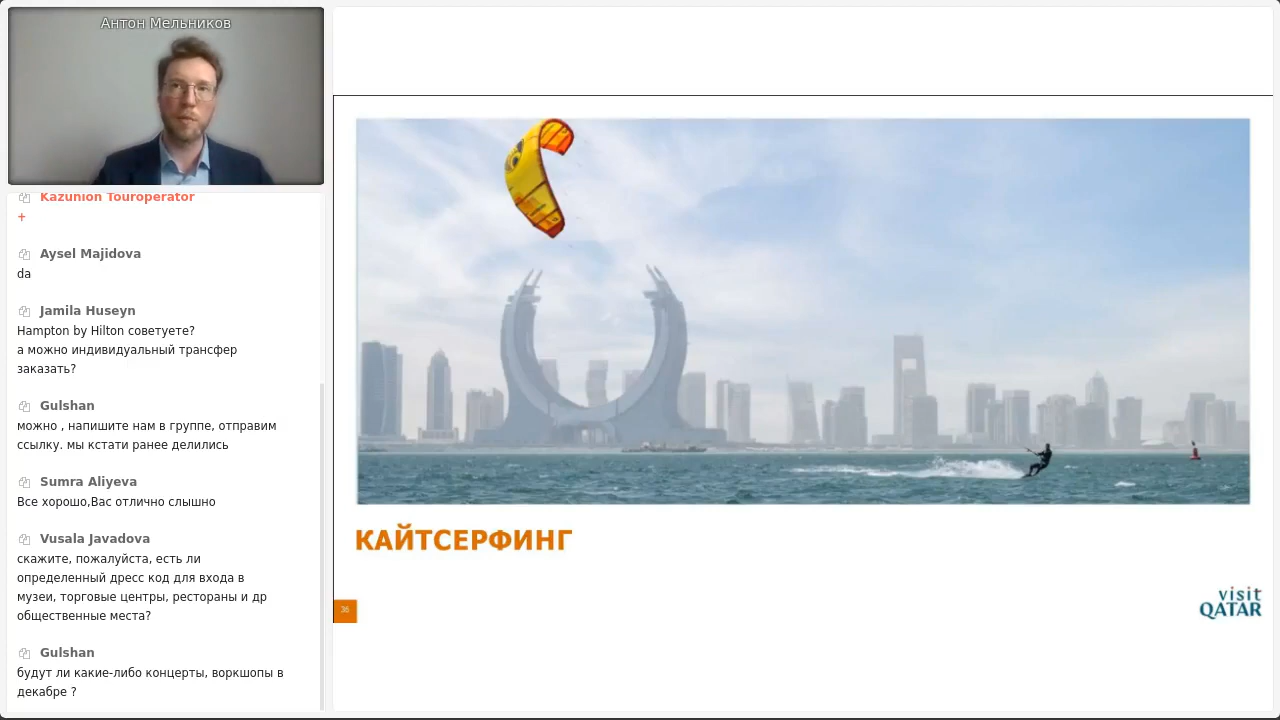 Антон Мельников
Kazunion Touroperator
+
Aysel Majidova
da
Jamila Huseyn
Hampton by Hilton советуете?
а можно индивидуальный трансфер
заказать?
Gulshan
можно , напишите нам в группе, отправим
ссылку. мы кстати ранее делились
Sumra Aliyeva
Все хорошо,Вас отлично слышно
Vusala Javadova
скажите, пожалуйста, есть ли
определенный дресс код для входа в
музеи, торговые центры, рестораны и др
общественные места?
Gulshan
будут ли какие-либо концерты, воркшопы в
декабре ?
КАЙТСЕРФИНГ
36
visit
QATAR